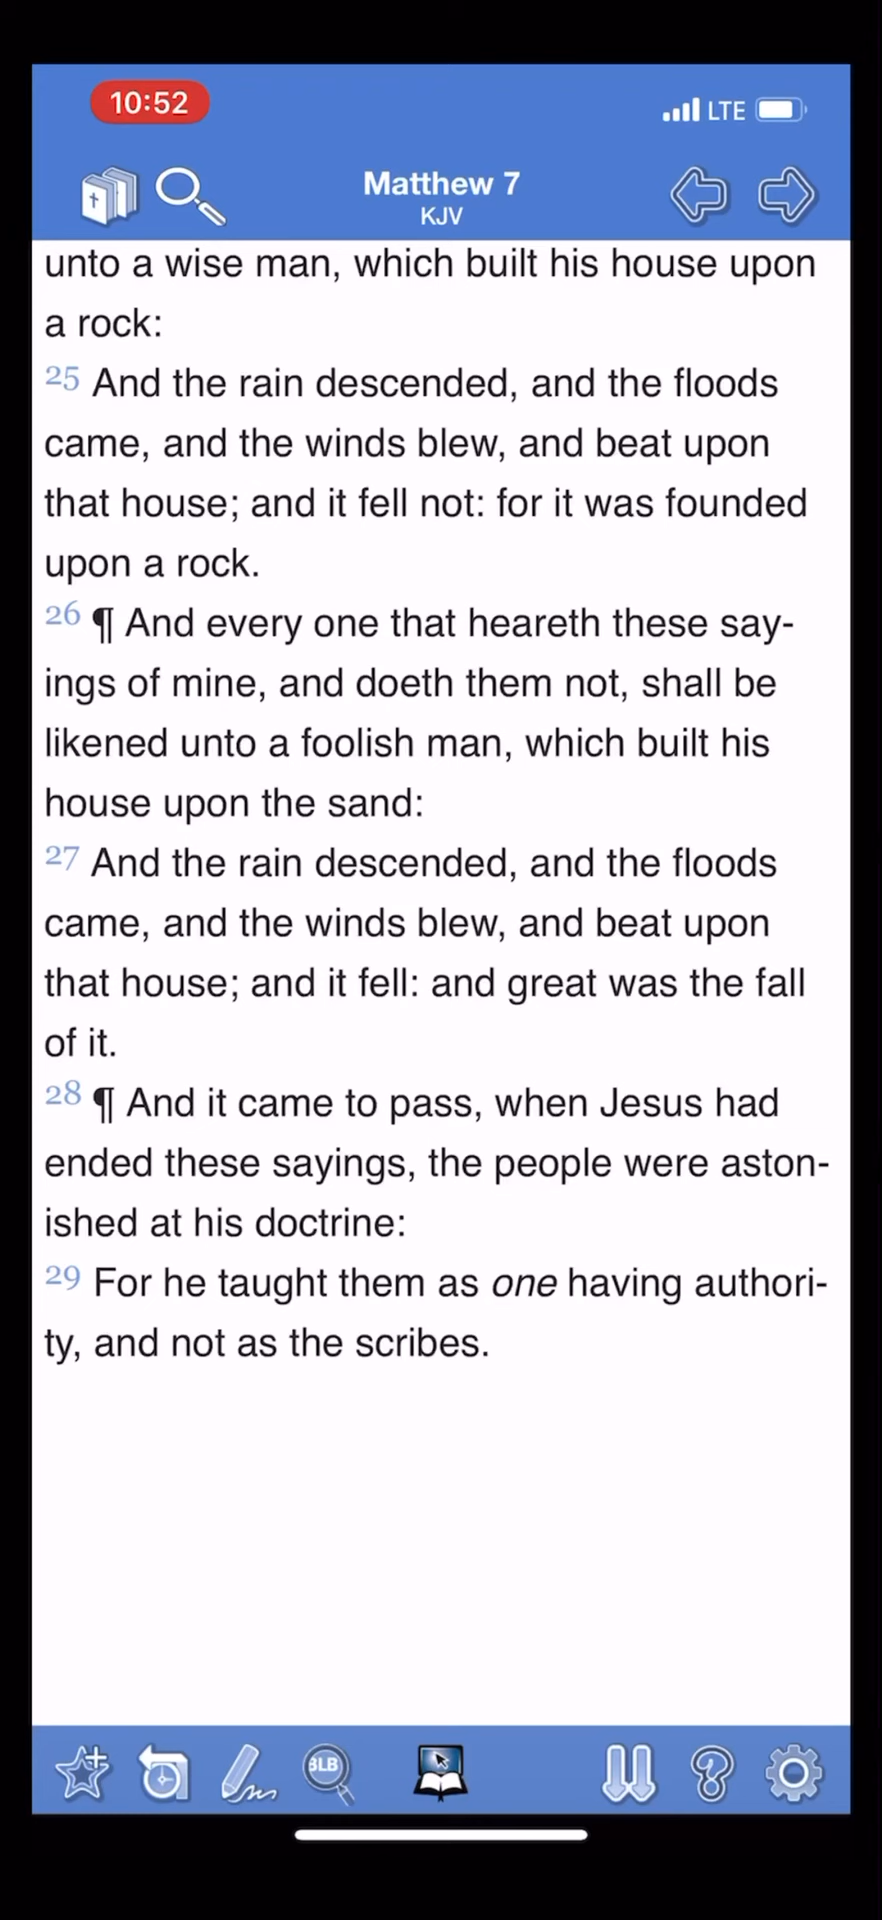 10:52
LTE
Matthew 7
KJV
unto a wise man, which built his house upon
a rock:
25 And the rain descended, and the floods
came, and the winds blew, and beat upon
that house; and it fell not: for it was founded
upon a rock.
26 ¶ And every one that heareth these say-
ings of mine, and doeth them not, shall be
likened unto a foolish man, which built his
house upon the sand:
27 And the rain descended, and the floods
came, and the winds blew, and beat upon
that house; and it fell: and great was the fall
of it.
28 ¶ And it came to pass, when Jesus had
ended these sayings, the people were aston-
ished at his doctrine:
29 For he taught them as one having authori-
ty, and not as the scribes.
BLB